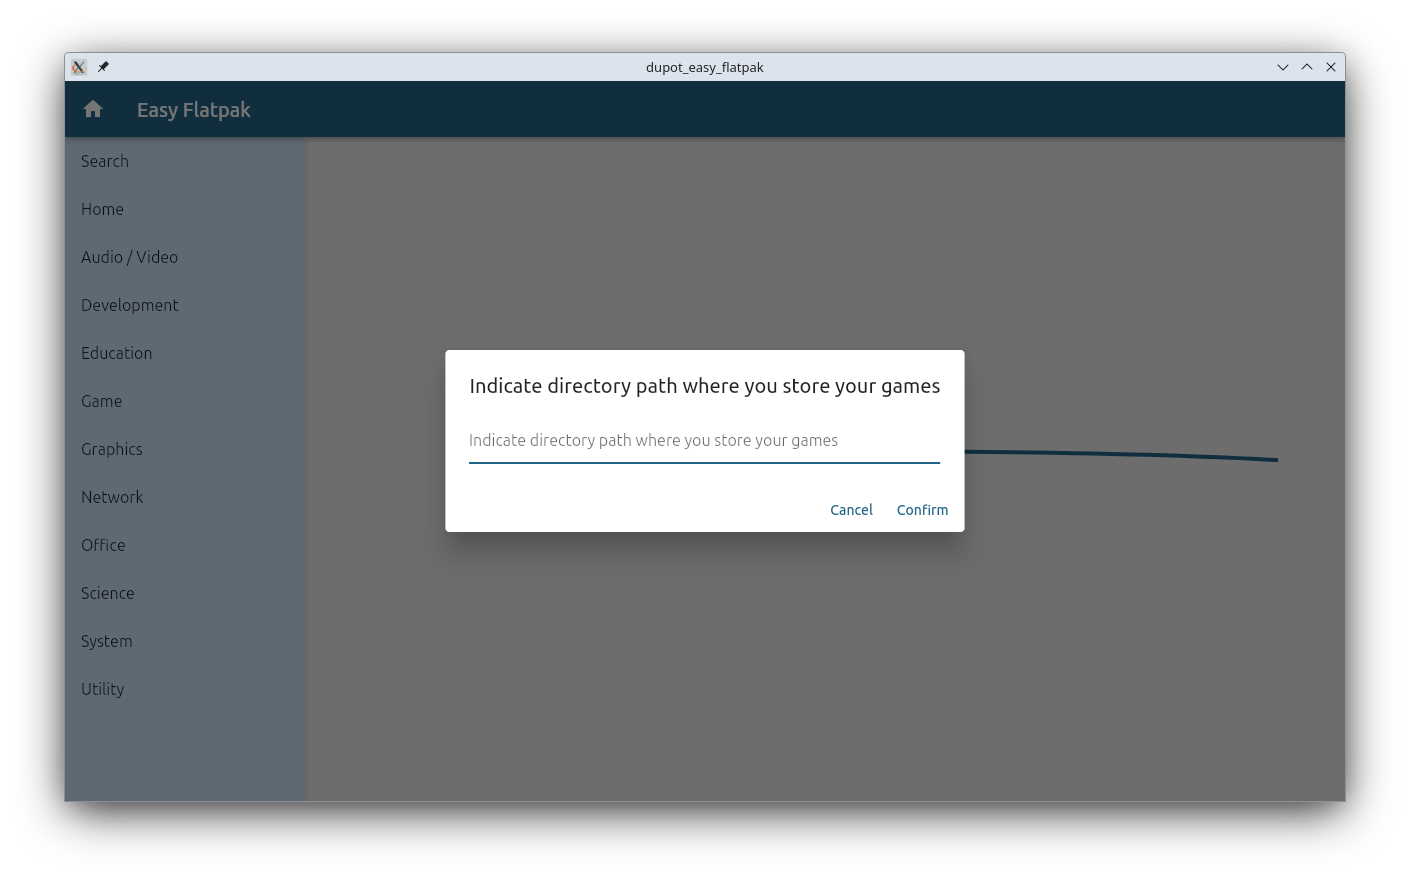 dupot_easy_flatpak
Easy Flatpak
Search
Home
Audio / Video
Development
Education
Game
Graphics
Network
Office
Science
System
Utility
Indicate directory path where you store your games
Indicate directory path where you store your games
Cancel
Confirm